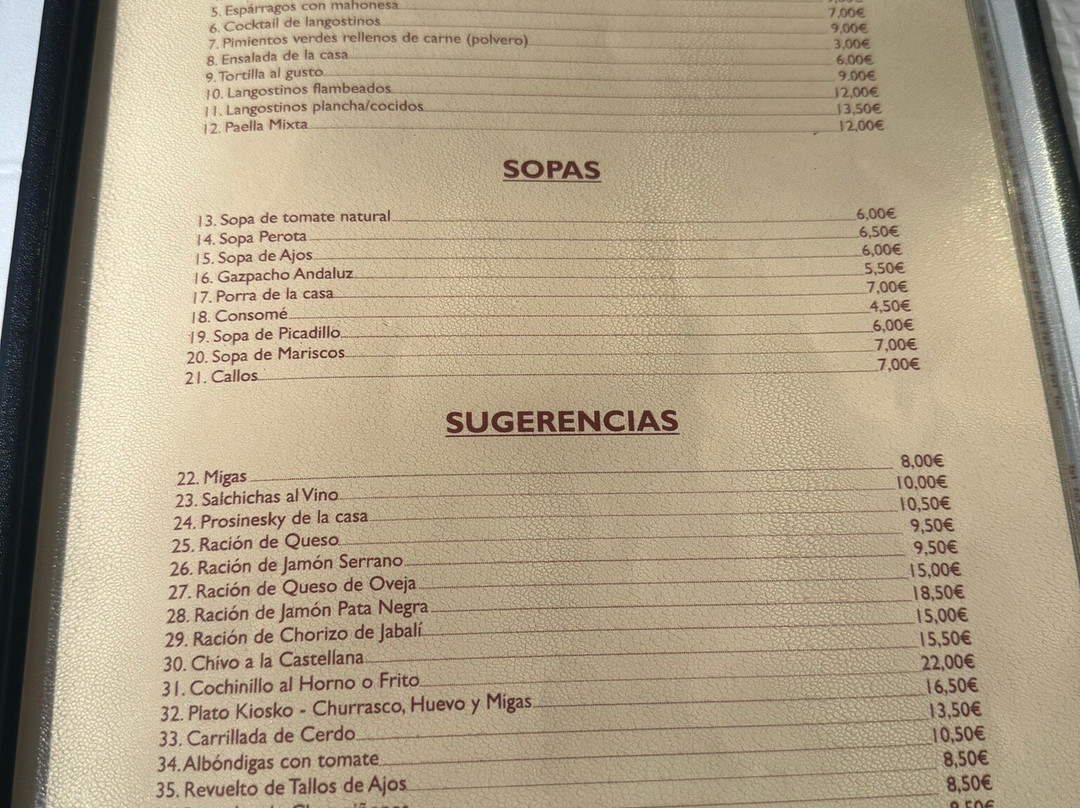 5. Espárragos con mahonesa 7,00€
6. Cocktail de langostinos 9,00€
7. Pimientos verdes rellenos de carne (polvero) 3,00€
8. Ensalada de la casa 6,00€
9. Tortilla al gusto 9,00€
10. Langostinos flambeados 12,00€
11. Langostinos plancha/cocidos 13,50€
12. Paella Mixta 12,00€
SOPAS
13. Sopa de tomate natural 6,00€
14. Sopa Perota 6,50€
15. Sopa de Ajos 6,00€
16. Gazpacho Andaluz 5,50€
17. Porra de la casa 7,00€
18. Consomé 4,50€
19. Sopa de Picadillo 6,00€
20. Sopa de Mariscos 7,00€
21. Callos 7,00€
SUGERENCIAS
22. Migas 8,00€
23. Salchichas al Vino 10,00€
24. Prosinesky de la casa 10,50€
25. Ración de Queso 9,50€
26. Ración de Jamón Serrano 9,50€
27. Ración de Queso de Oveja 15,00€
28. Ración de Jamón Pata Negra 18,50€
29. Ración de Chorizo de Jabalí 15,00€
30. Chivo a la Castellana 15,50€
31. Cochinillo al Horno o Frito 22,00€
32. Plato Kiosko - Churrasco, Huevo y Migas 16,50€
33. Carrillada de Cerdo 13,50€
34. Albóndigas con tomate 10,50€
35. Revuelto de Tallos de Ajos 8,50€
8,50€